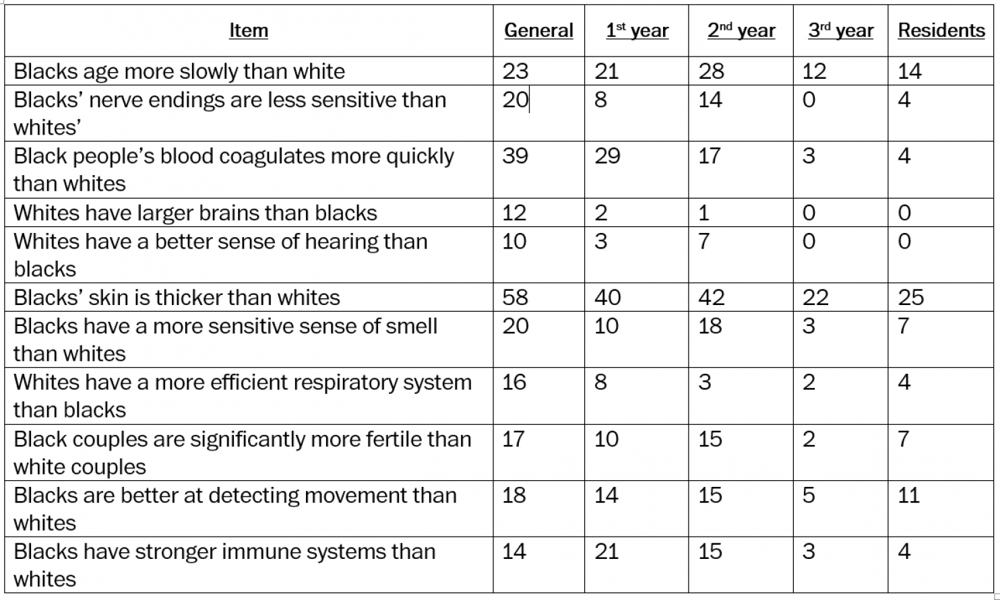 Item General 1st year 2nd year 3rd year Residents
Blacks age more slowly than white 23 21 28 12 14
Blacks’ nerve endings are less sensitive than 20 8 14 0 4
whites’
Black people’s blood coagulates more quickly 39 29 17 3 4
than whites
Whites have larger brains than blacks 12 2 1 0 0
Whites have a better sense of hearing than 10 3 7 0 0
blacks
Blacks’ skin is thicker than whites 58 40 42 22 25
Blacks have a more sensitive sense of smell 20 10 18 3 7
than whites
Whites have a more efficient respiratory system 16 8 3 2 4
than blacks
Black couples are significantly more fertile than 17 10 15 2 7
white couples
Blacks are better at detecting movement than 18 14 15 5 11
whites
Blacks have stronger immune systems than 14 21 15 3 4
whites